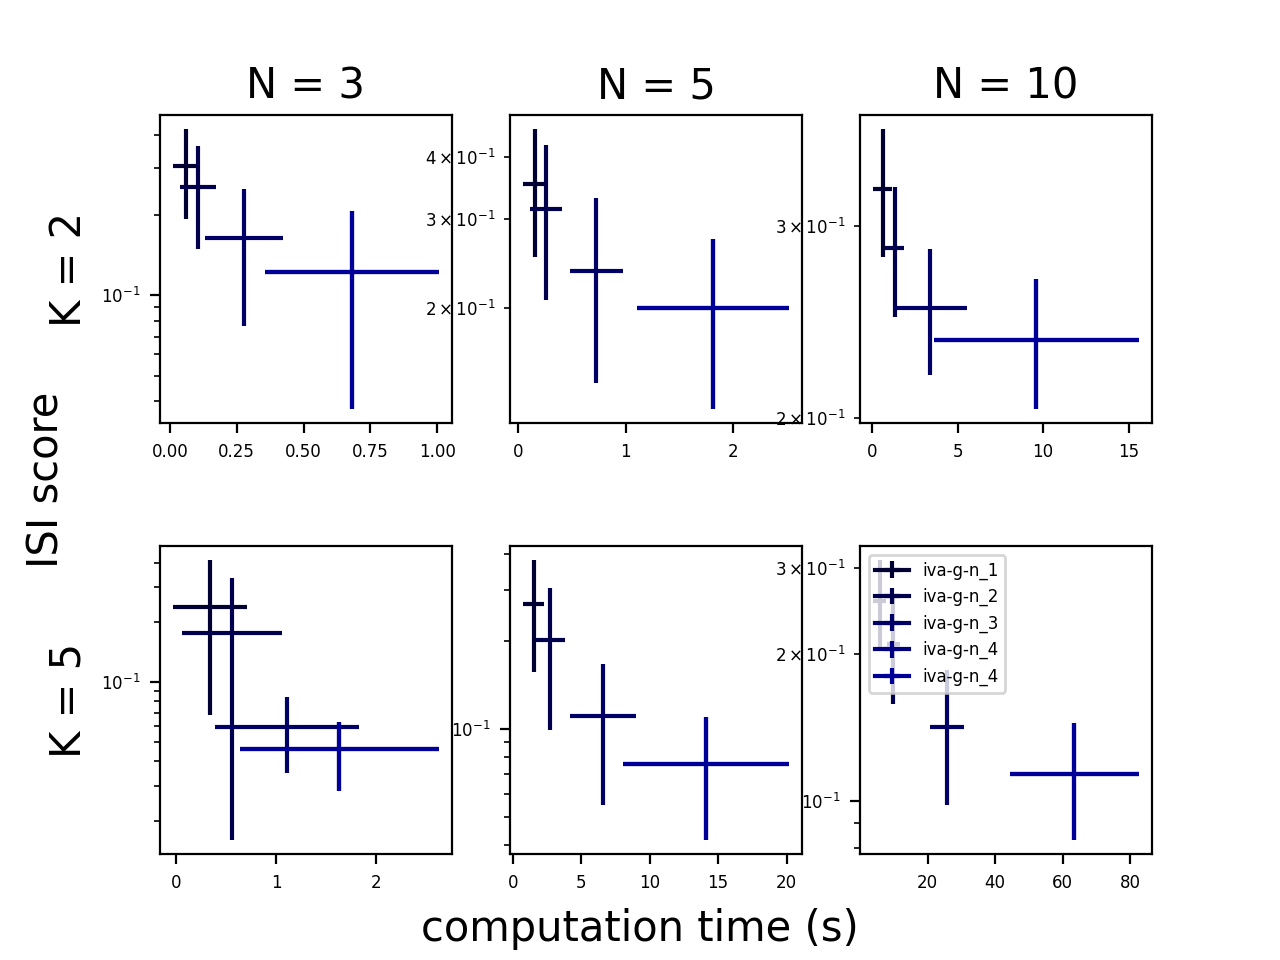 N = 3
N = 5
N = 10
K = 2
10⁻¹
0.00 0.25 0.50 0.75 1.00
4 × 10⁻¹
3 × 10⁻¹
2 × 10⁻¹
0 1 2
3 × 10⁻¹
2 × 10⁻¹
0 5 10 15
ISI score
K = 5
10⁻¹
0 1 2
10⁻¹
0 5 10 15 20
3 × 10⁻¹
2 × 10⁻¹
10⁻¹
20 40 60 80
iva-g-n_1
iva-g-n_2
iva-g-n_3
iva-g-n_4
iva-g-n_4
computation time (s)